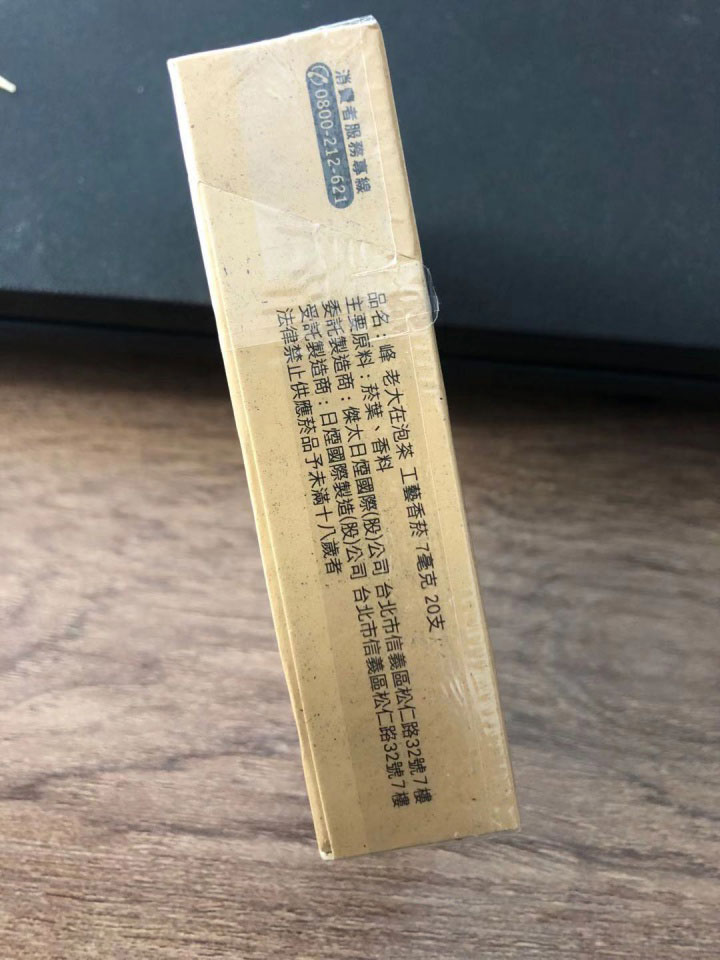 消費者服務專線
0800-212-621
品名：峰 老大在泡茶 工藝香菸 7毫克 20支
主要原料：菸葉、香料
委託製造商：傑太日煙國際(股)公司 台北市信義區松仁路32號7樓
受託製造商：日煙國際製造(股)公司 台北市信義區松仁路32號7樓
法律禁止供應菸品予未滿十八歲者